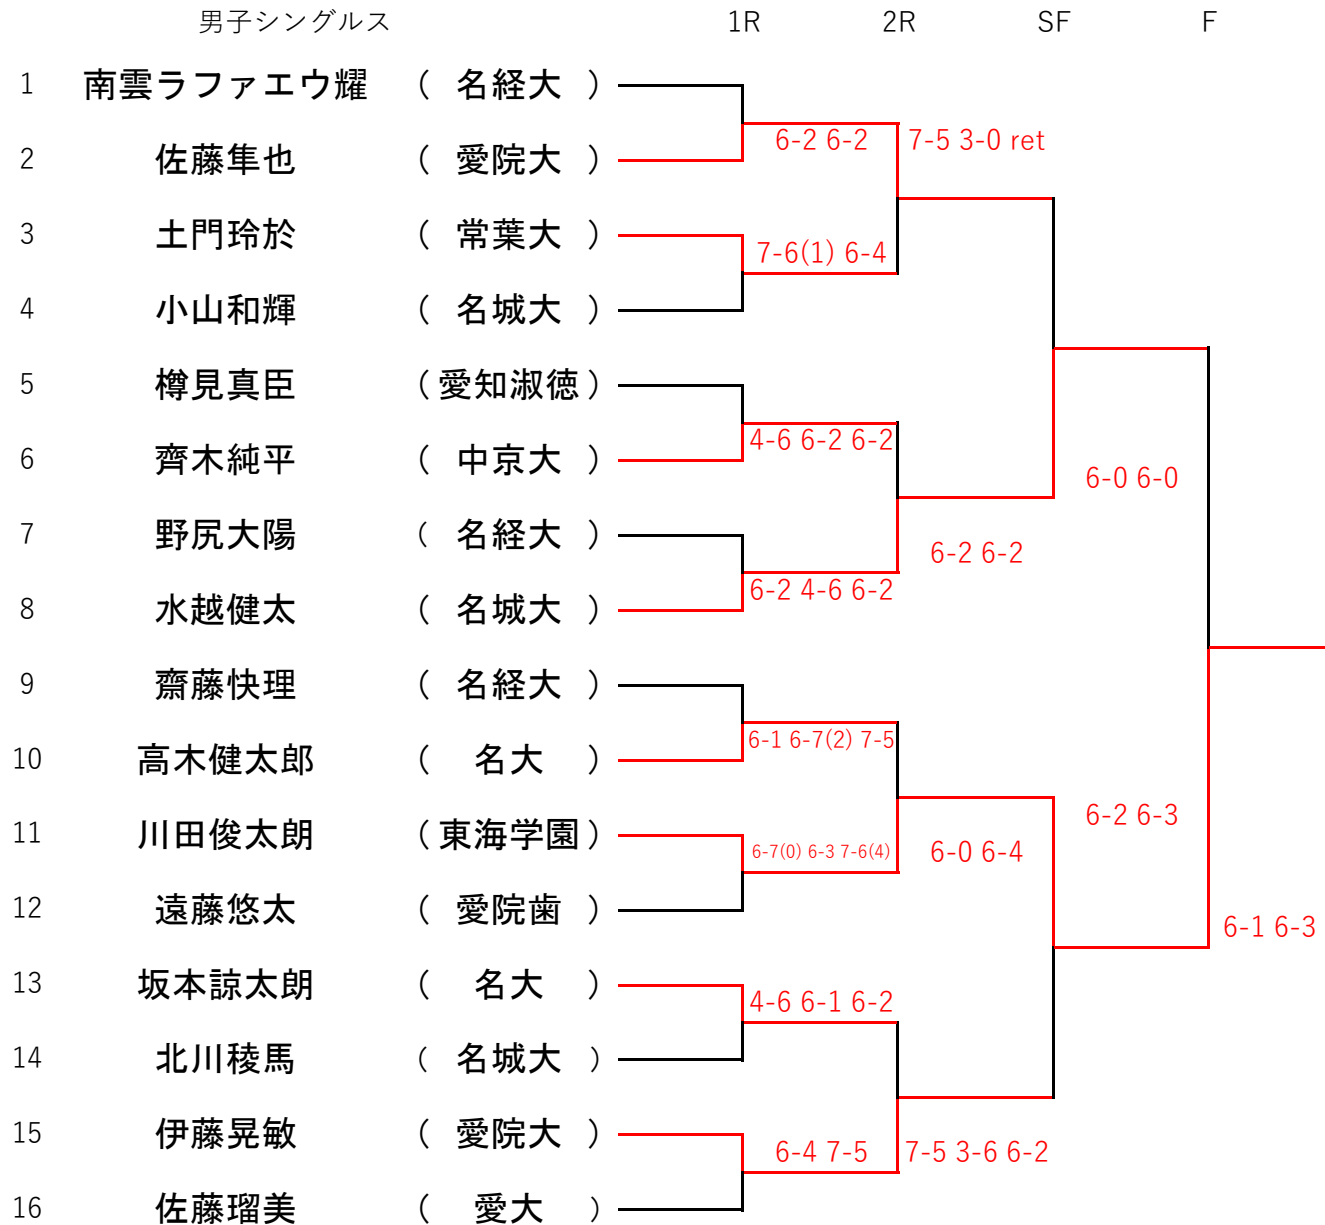 男子シングルス 1R 2R SF F
1 南雲ラファエウ耀 ( 名経大 )
6-2 6-2 7-5 3-0 ret
2 佐藤隼也 ( 愛院大 )
3 土門玲於 ( 常葉大 )
7-6(1) 6-4
4 小山和輝 ( 名城大 )
5 樽見真臣 ( 愛知淑徳 )
4-6 6-2 6-2
6 齊木純平 ( 中京大 )
6-0 6-0
7 野尻大陽 ( 名経大 )
6-2 6-2
6-2 4-6 6-2
8 水越健太 ( 名城大 )
9 齋藤快理 ( 名経大 )
6-1 6-7(2) 7-5
10 高木健太郎 ( 名大 )
6-2 6-3
11 川田俊太朗 ( 東海学園 )
6-7(0) 6-3 7-6(4) 6-0 6-4
12 遠藤悠太 ( 愛院歯 )
6-1 6-3
13 坂本諒太朗 ( 名大 )
4-6 6-1 6-2
14 北川稜馬 ( 名城大 )
15 伊藤晃敏 ( 愛院大 )
6-4 7-5 7-5 3-6 6-2
16 佐藤瑠美 ( 愛大 )